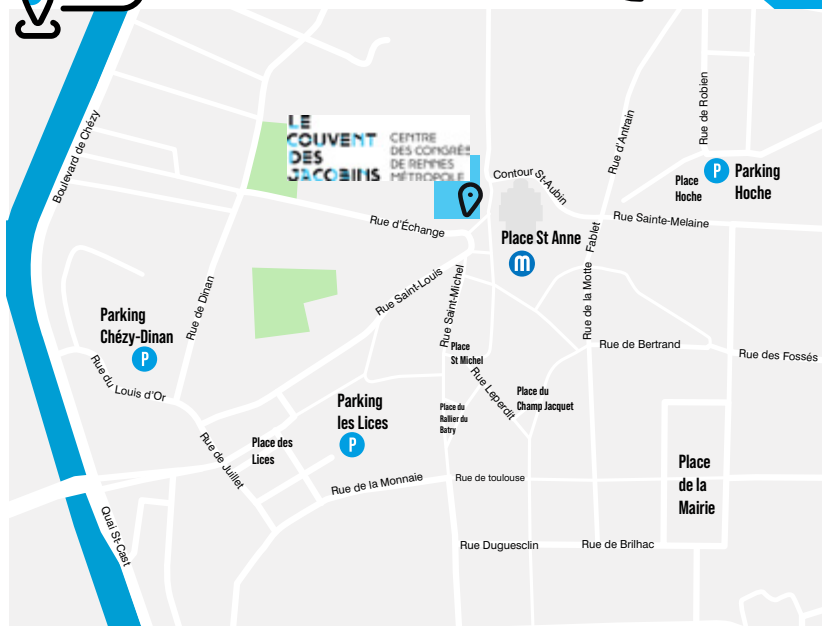 LE
COUVENT
DES
JACOBINS
CENTRE
DES CONGRÈS
DE RENNES
MÉTROPOLE
Boulevard de Chézy
Rue d'Antrain
Rue de Robien
P
Parking
Hoche
Place
Hoche
Contour St-Aubin
Rue Sainte-Melaine
Rue d'Échange
Place St Anne
m
Rue de la Motte Fablet
Rue Saint-Louis
Rue Saint-Michel
Rue de Dinan
Parking
Chézy-Dinan
P
Place
St Michel
Rue de Bertrand
Rue des Fossés
Rue du Louis d'Or
Rue Leperdit
Place du
Champ Jacquet
Parking
les Lices
P
Place du
Rallier du
Batry
Rue de Juillet
Place des
Lices
Place
de la
Mairie
Rue de la Monnaie
Rue de toulouse
Quai St-Cast
Rue Duguesclin
Rue de Brilhac